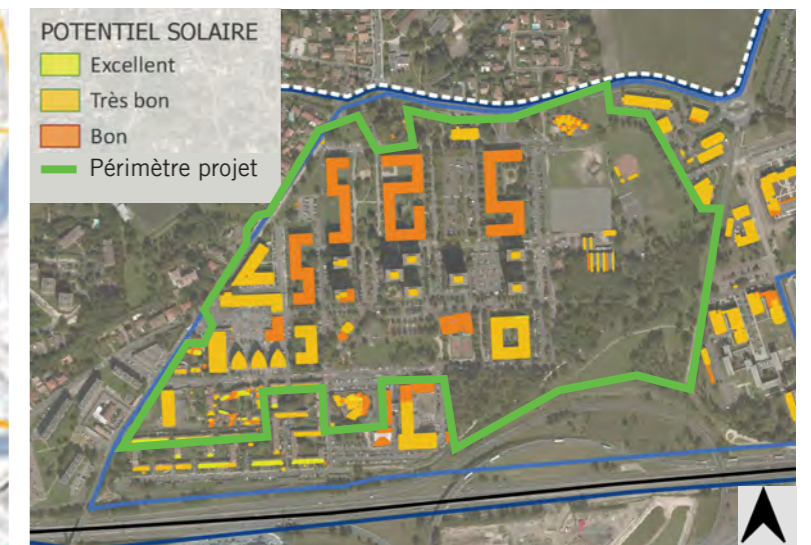 POTENTIEL SOLAIRE
Excellent
Très bon
Bon
Périmètre projet